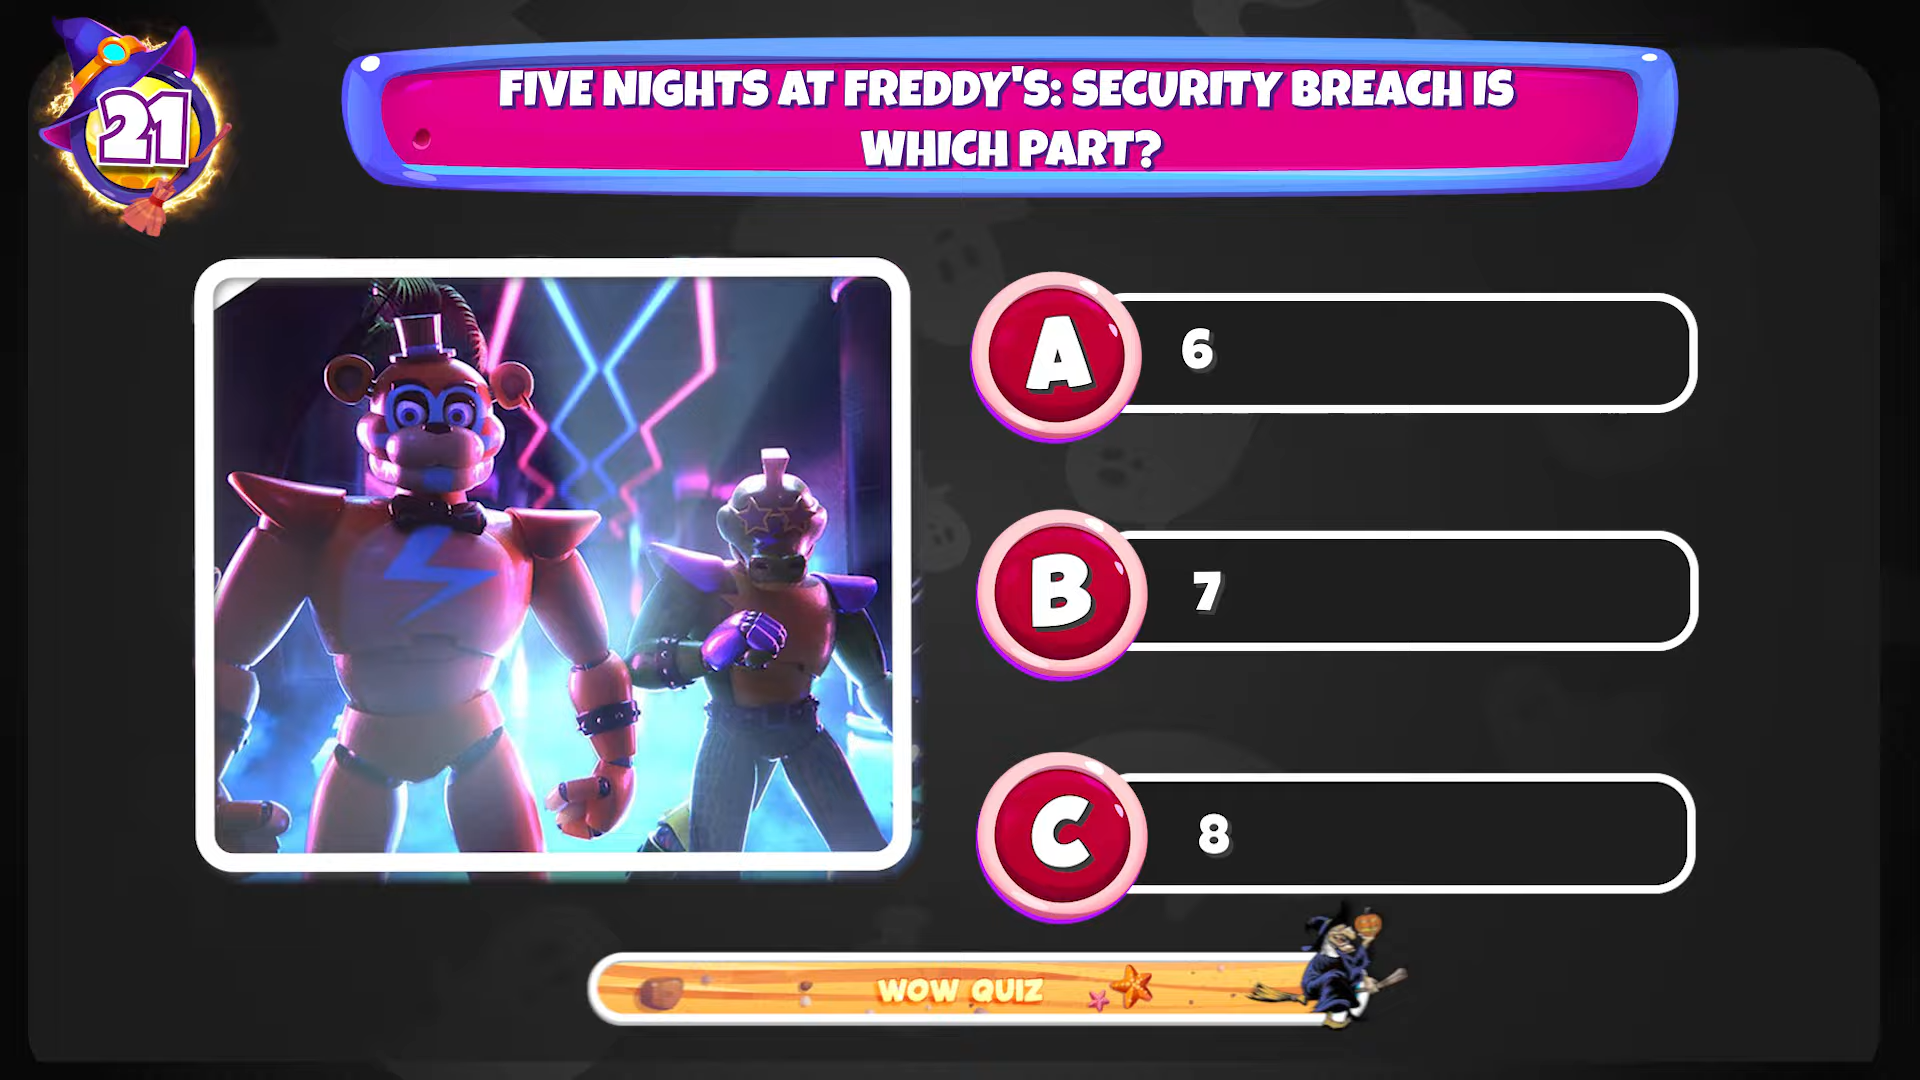 21
FIVE NIGHTS AT FREDDY'S: SECURITY BREACH IS
WHICH PART?
A 6
B 7
C 8
WOW QUIZ